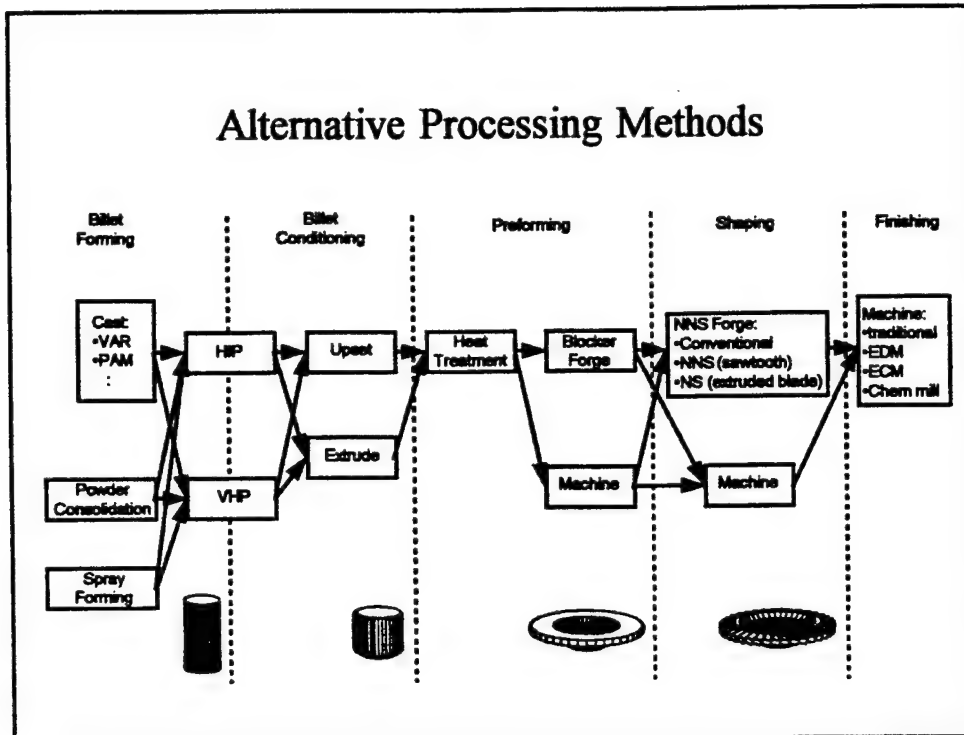 Alternative Processing Methods
Billet
Forming
Billet
Conditioning
Preforming
Shaping
Finishing
Cast:
•VAR
•PAM
:
HIP
Upset
Heat
Treatment
Blocker
Forge
NNS Forge:
•Conventional
•NNS (sawtooth)
•NS (extruded blade)
Machine:
•traditional
•EDM
•ECM
•Chem mill
Extrude
Powder
Consolidation
VHP
Machine
Machine
Spray
Forming